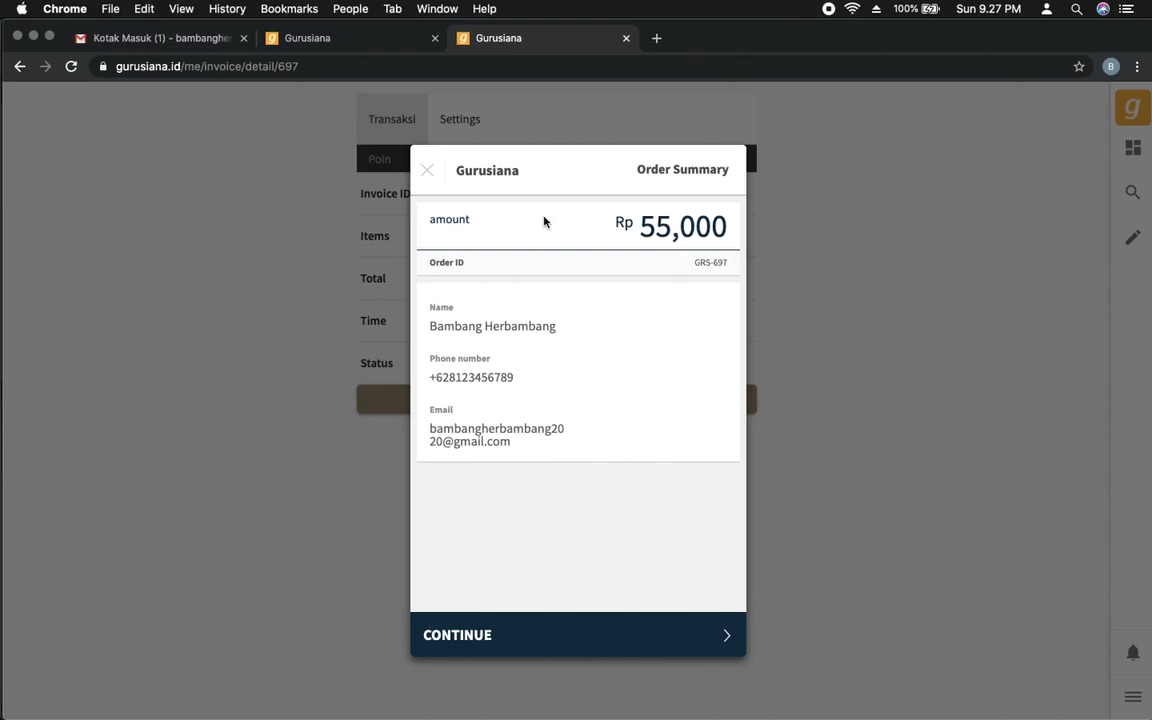 Chrome File Edit View History Bookmarks People Tab Window Help 100% Sun 9.27 PM
Kotak Masuk (1) - bambangher Gurusiana Gurusiana
gurusiana.id/me/invoice/detail/697 B
g
Transaksi Settings
Poin
Gurusiana Order Summary
Invoice ID
amount Rp 55,000
Items
Order ID GRS-697
Total
Name
Time
Bambang Herbambang
Phone number
Status
+628123456789
Email
bambangherbambang20
20@gmail.com
CONTINUE